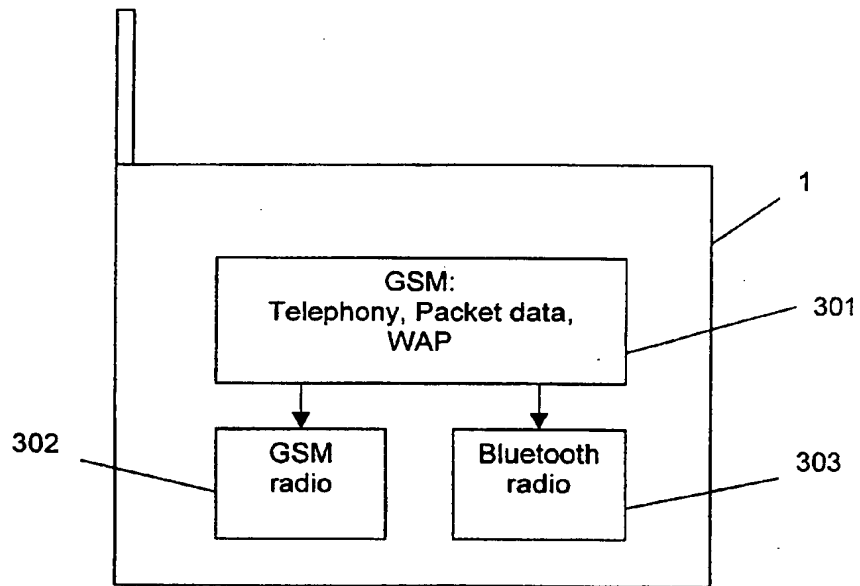 1
GSM:
Telephony, Packet data,
WAP
301
302
GSM
radio
Bluetooth
radio
303